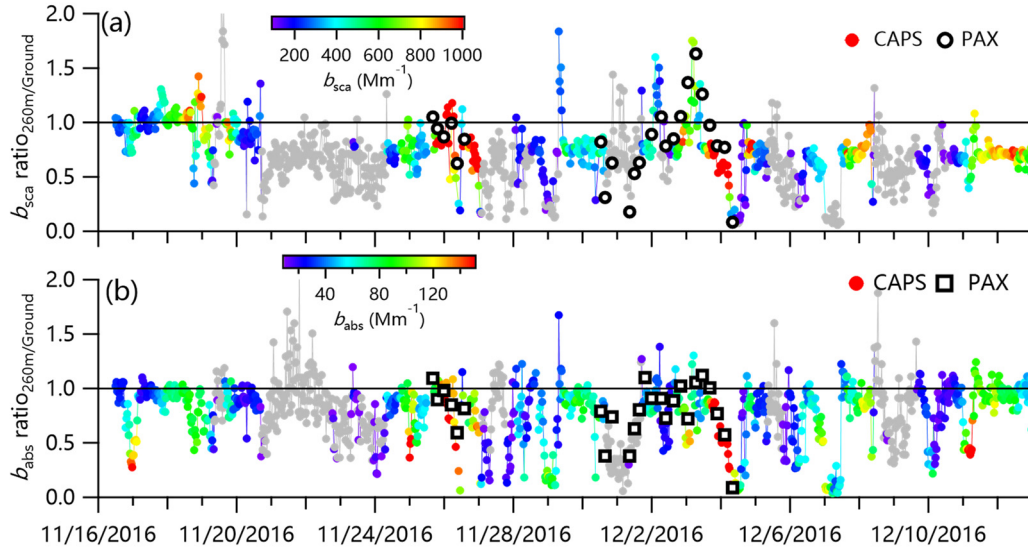 (a)
2.0
1.5
1.0
0.5
0.0
b_sca ratio_260m/Ground
200 400 600 800 1000
b_sca (Mm⁻¹)
CAPS PAX
(b)
2.0
1.5
1.0
0.5
0.0
b_abs ratio_260m/Ground
40 80 120
b_abs (Mm⁻¹)
CAPS PAX
11/16/2016 11/20/2016 11/24/2016 11/28/2016 12/2/2016 12/6/2016 12/10/2016